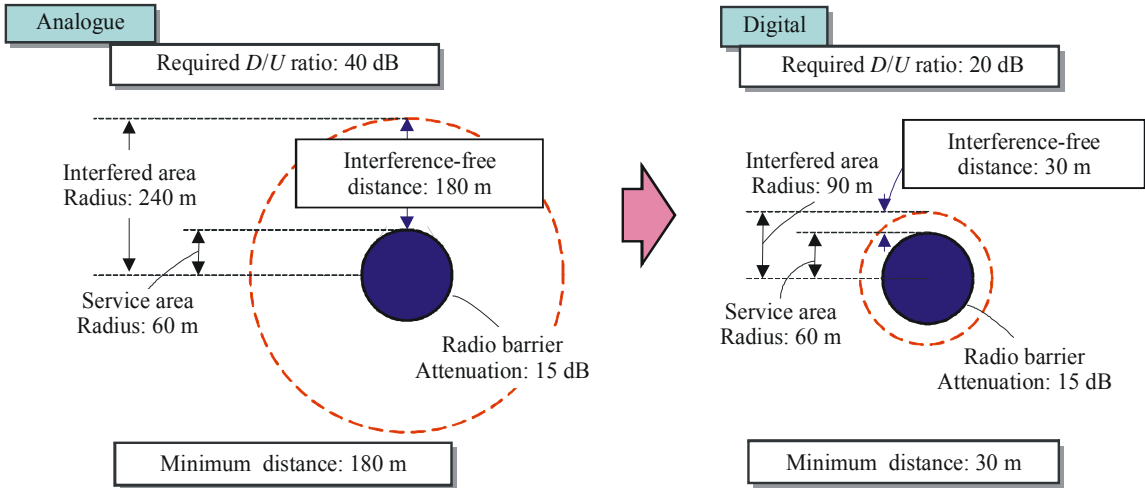 Analogue
Required D/U ratio: 40 dB
Interfered area
Radius: 240 m
Interference-free
distance: 180 m
Service area
Radius: 60 m
Radio barrier
Attenuation: 15 dB
Minimum distance: 180 m
Digital
Required D/U ratio: 20 dB
Interfered area
Radius: 90 m
Interference-free
distance: 30 m
Service area
Radius: 60 m
Radio barrier
Attenuation: 15 dB
Minimum distance: 30 m